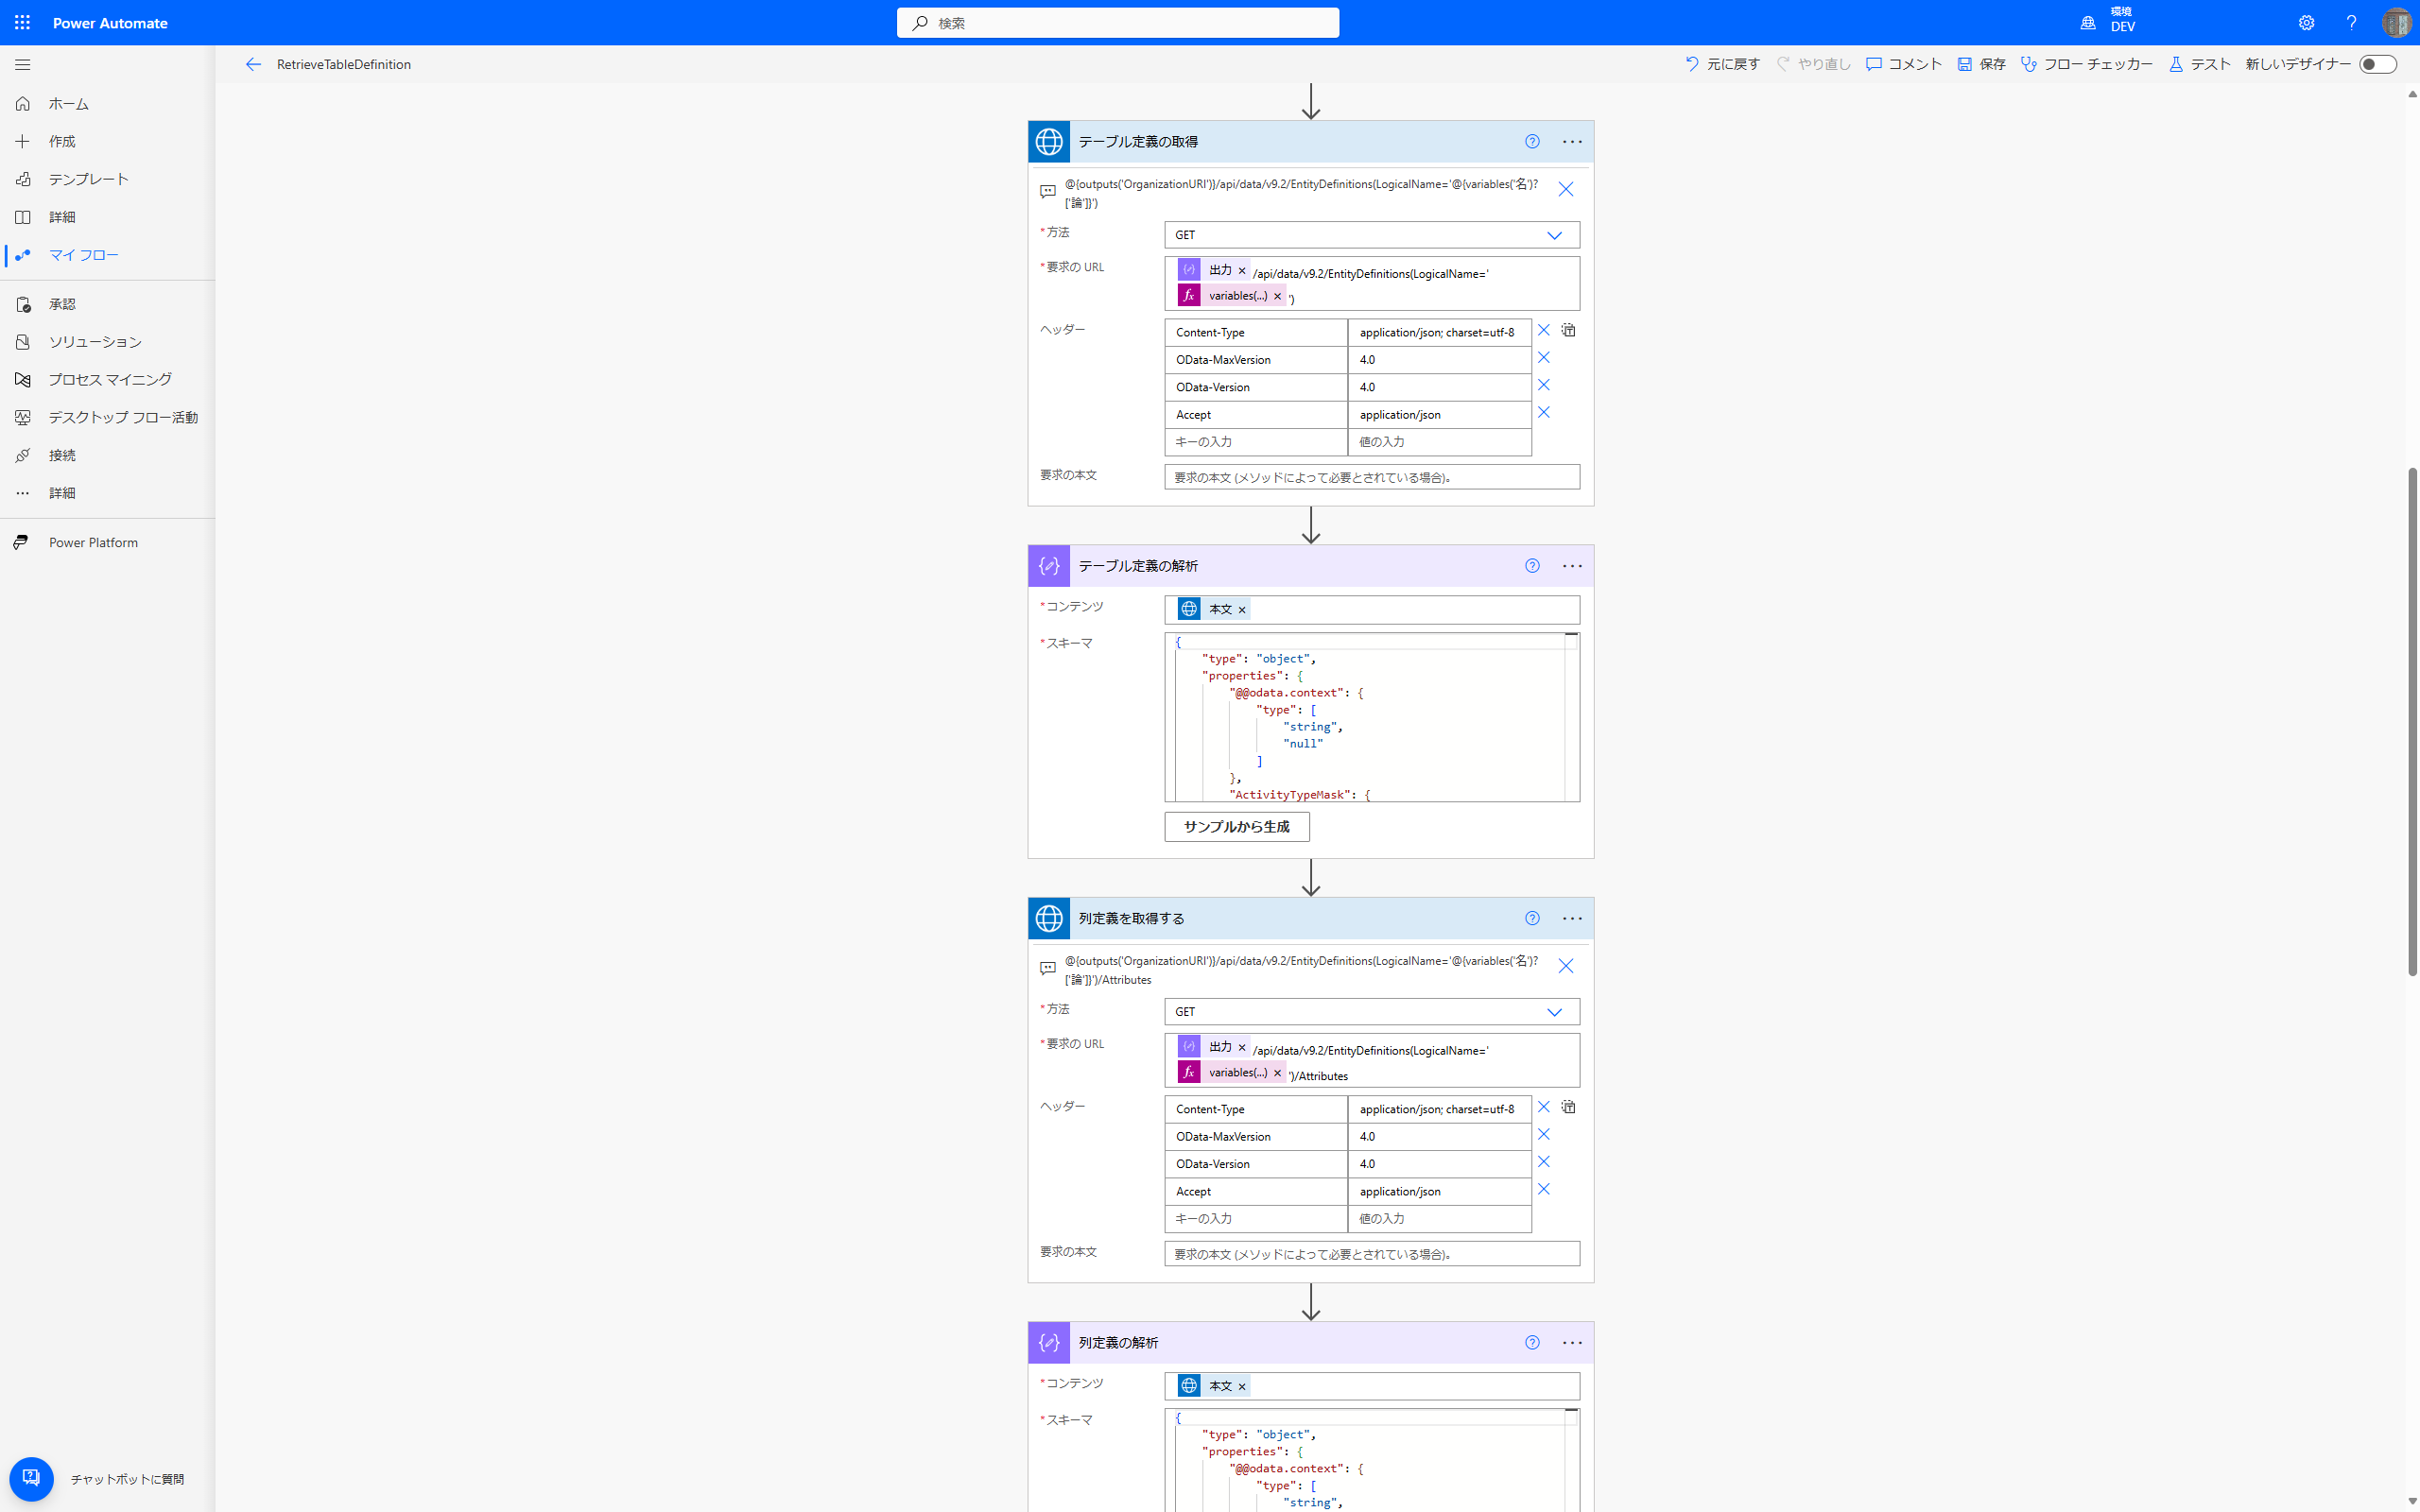 Power Automate
検索
環境
DEV
RetrieveTableDefinition
元に戻す
やり直し
コメント
保存
フロー チェッカー
テスト
新しいデザイナー
ホーム
作成
テンプレート
詳細
マイ フロー
承認
ソリューション
プロセス マイニング
デスクトップ フロー活動
接続
詳細
Power Platform
チャットボットに質問
テーブル定義の取得
@{outputs('OrganizationURI')}/api/data/v9.2/EntityDefinitions(LogicalName='@{variables('名')?
['論']}')
*方法
GET
*要求の URL
出力 × /api/data/v9.2/EntityDefinitions(LogicalName='
fx variables(...) × ')
ヘッダー
Content-Type application/json; charset=utf-8
OData-MaxVersion 4.0
OData-Version 4.0
Accept application/json
キーの入力 値の入力
要求の本文
要求の本文 (メソッドによって必要とされている場合)。
テーブル定義の解析
*コンテンツ
本文 ×
*スキーマ
{
"type": "object",
"properties": {
"@@odata.context": {
"type": [
"string",
"null"
]
},
"ActivityTypeMask": {
サンプルから生成
列定義を取得する
@{outputs('OrganizationURI')}/api/data/v9.2/EntityDefinitions(LogicalName='@{variables('名')?
['論']}')/Attributes
*方法
GET
*要求の URL
出力 × /api/data/v9.2/EntityDefinitions(LogicalName='
fx variables(...) × ')/Attributes
ヘッダー
Content-Type application/json; charset=utf-8
OData-MaxVersion 4.0
OData-Version 4.0
Accept application/json
キーの入力 値の入力
要求の本文
要求の本文 (メソッドによって必要とされている場合)。
列定義の解析
*コンテンツ
本文 ×
*スキーマ
{
"type": "object",
"properties": {
"@@odata.context": {
"type": [
"string",